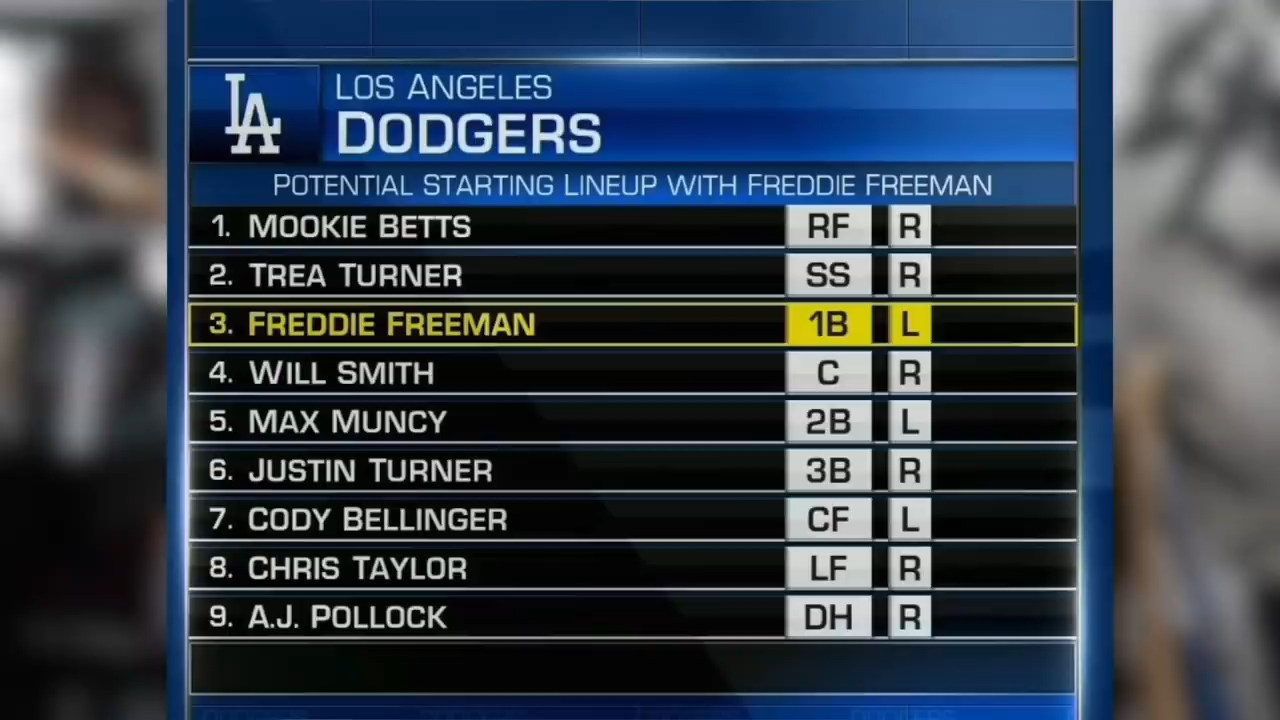 LA
LOS ANGELES
DODGERS
POTENTIAL STARTING LINEUP WITH FREDDIE FREEMAN
1. MOOKIE BETTS RF R
2. TREA TURNER SS R
3. FREDDIE FREEMAN 1B L
4. WILL SMITH C R
5. MAX MUNCY 2B L
6. JUSTIN TURNER 3B R
7. CODY BELLINGER CF L
8. CHRIS TAYLOR LF R
9. A.J. POLLOCK DH R